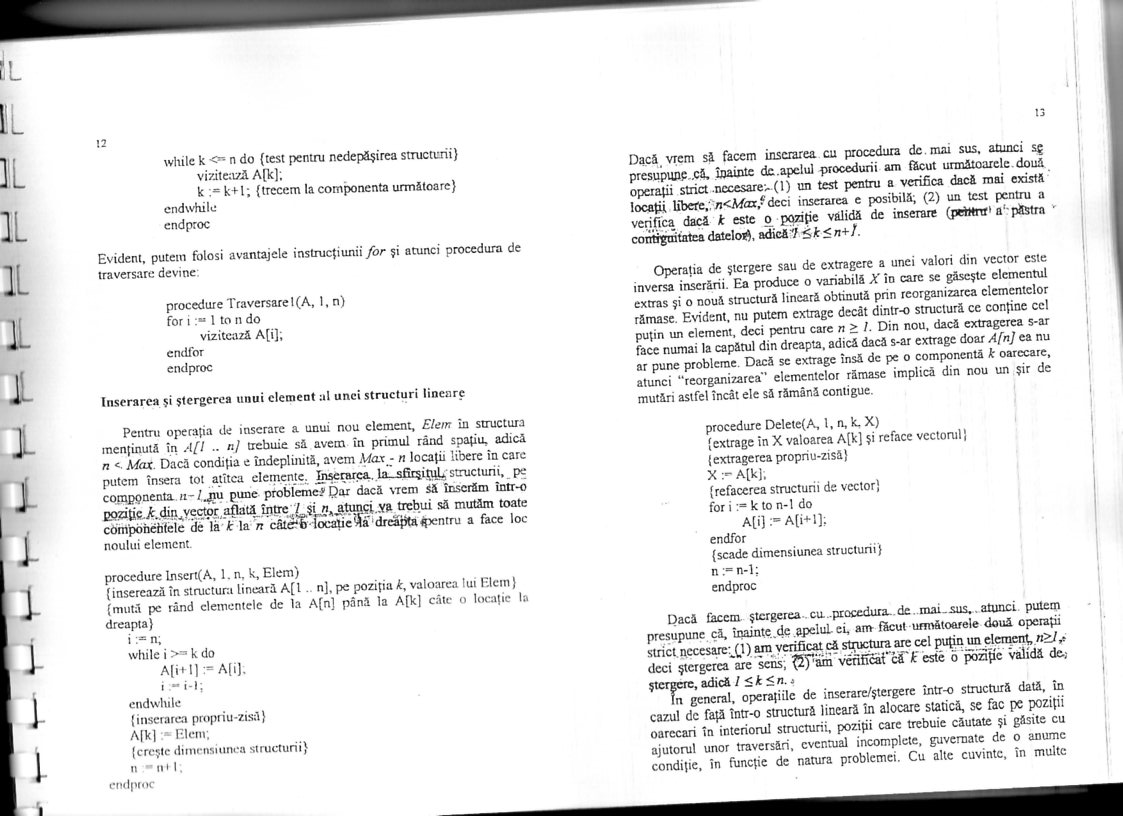 12
while k <= n do {test pentru nedepăşirea structurii}
vizitează A[k];
k := k+1; {trecem la componenta următoare}
endwhile
endproc
Evident, putem folosi avantajele instrucţiunii for şi atunci procedura de
traversare devine:
procedure Traversare1(A, 1, n)
for i := 1 to n do
vizitează A[i];
endfor
endproc
Inserarea şi ştergerea unui element al unei structuri lineare
Pentru operaţia de inserare a unui nou element, Elem în structura
menţinută în A[1 .. n] trebuie să avem în primul rând spaţiu, adică
n < Max. Dacă condiţia e îndeplinită, avem Max - n locaţii libere în care
putem însera tot atîtca elemente. Inserarea la sfîrşitul structurii, pe
componenta n-1 nu pune probleme. Dar dacă vrem să înserăm într-o
poziţie k din vector aflată între 1 şi n, atunci va trebui să mutăm toate
componentele de la k la n câte o locaţie la dreapta pentru a face loc
noului element.
procedure Insert(A, 1, n, k, Elem)
{inserează în structura lineară A[1 .. n], pe poziţia k, valoarea lui Elem}
{mută pe rând elementele de la A[n] până la A[k] câte o locaţie la
dreapta}
i := n;
while i >= k do
A[i+1] := A[i];
i := i-1;
endwhile
{inserarea propriu-zisă}
A[k] := Elem;
{creşte dimensiunea structurii}
n := n+1;
endproc
13
Dacă vrem să facem inserarea cu procedura de mai sus, atunci se
presupune că, înainte de apelul procedurii am făcut următoarele două
operaţii strict necesare: (1) un test pentru a verifica dacă mai există
locaţii libere, n<Max, deci inserarea e posibilă; (2) un test pentru a
verifica dacă k este o poziţie validă de inserare (pentru a păstra
contiguitatea datelor), adică 1 ≤ k ≤ n+1.
Operaţia de ştergere sau de extragere a unei valori din vector este
inversa inserării. Ea produce o variabilă X în care se găseşte elementul
extras şi o nouă structură lineară obtinută prin reorganizarea elementelor
rămase. Evident, nu putem extrage decât dintr-o structură ce conţine cel
puţin un element, deci pentru care n ≥ 1. Din nou, dacă extragerea s-ar
face numai la capătul din dreapta, adică dacă s-ar extrage doar A[n] ea nu
ar pune probleme. Dacă se extrage însă de pe o componentă k oarecare,
atunci "reorganizarea" elementelor rămase implică din nou un şir de
mutări astfel încât ele să rămână contigue.
procedure Delete(A, 1, n, k, X)
{extrage în X valoarea A[k] şi reface vectorul}
{extragerea propriu-zisă}
X := A[k];
{refacerea structurii de vector}
for i := k to n-1 do
A[i] := A[i+1];
endfor
{scade dimensiunea structurii}
n := n-1;
endproc
Dacă facem ştergerea cu procedura de mai sus, atunci putem
presupune că, înainte de apelul ei, am făcut următoarele două operaţii
strict necesare: (1) am verificat că structura are cel puţin un element, n≥1,
deci ştergerea are sens; (2) am verificat că k este o poziţie validă de
ştergere, adică 1 ≤ k ≤ n.
În general, operaţiile de inserare/ştergere într-o structură dată, în
cazul de faţă într-o structură lineară în alocare statică, se fac pe poziţii
oarecari în interiorul structurii, poziţii care trebuie căutate şi găsite cu
ajutorul unor traversări, eventual incomplete, guvernate de o anume
condiţie, în funcţie de natura problemei. Cu alte cuvinte, în multe